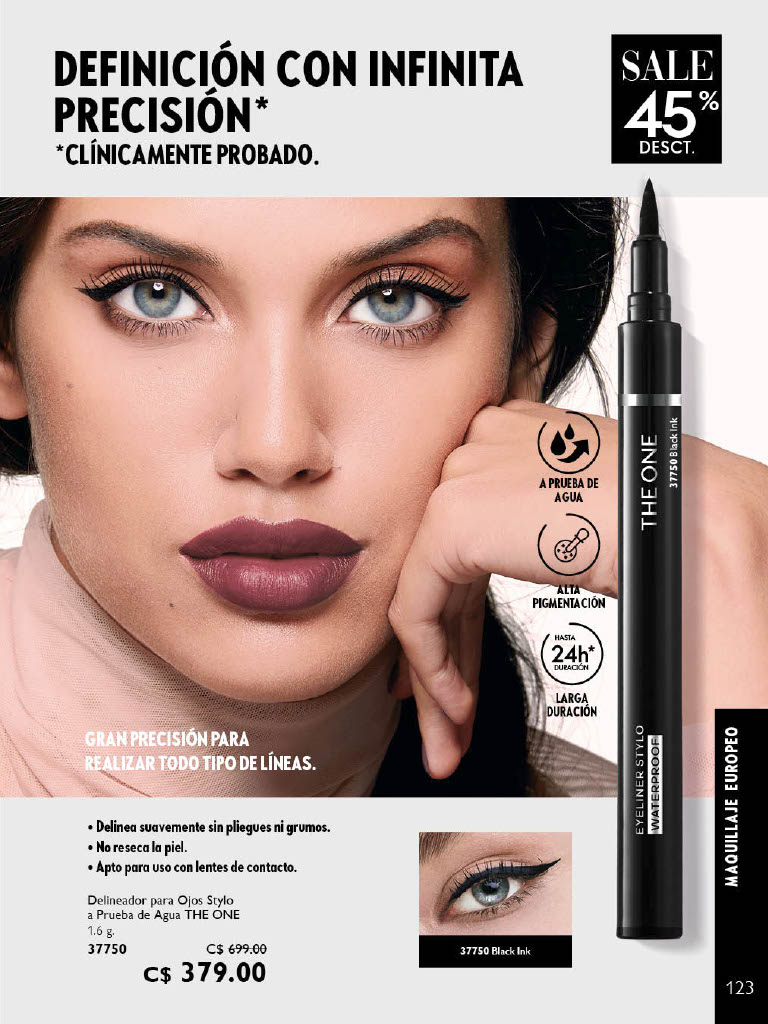 DEFINICIÓN CON INFINITA
PRECISIÓN*
*CLÍNICAMENTE PROBADO.
SALE
45%
DESCT.
A PRUEBA DE
AGUA
ALTA
PIGMENTACIÓN
HASTA
24h*
DURACIÓN
LARGA
DURACIÓN
THE ONE
37750 Black Ink
EYELINER STYLO
WATERPROOF
GRAN PRECISIÓN PARA
REALIZAR TODO TIPO DE LÍNEAS.
• Delinea suavemente sin pliegues ni grumos.
• No reseca la piel.
• Apto para uso con lentes de contacto.
Delineador para Ojos Stylo
a Prueba de Agua THE ONE
1.6 g.
37750 C$ 699.00
C$ 379.00
37750 Black Ink
MAQUILLAJE EUROPEO
123